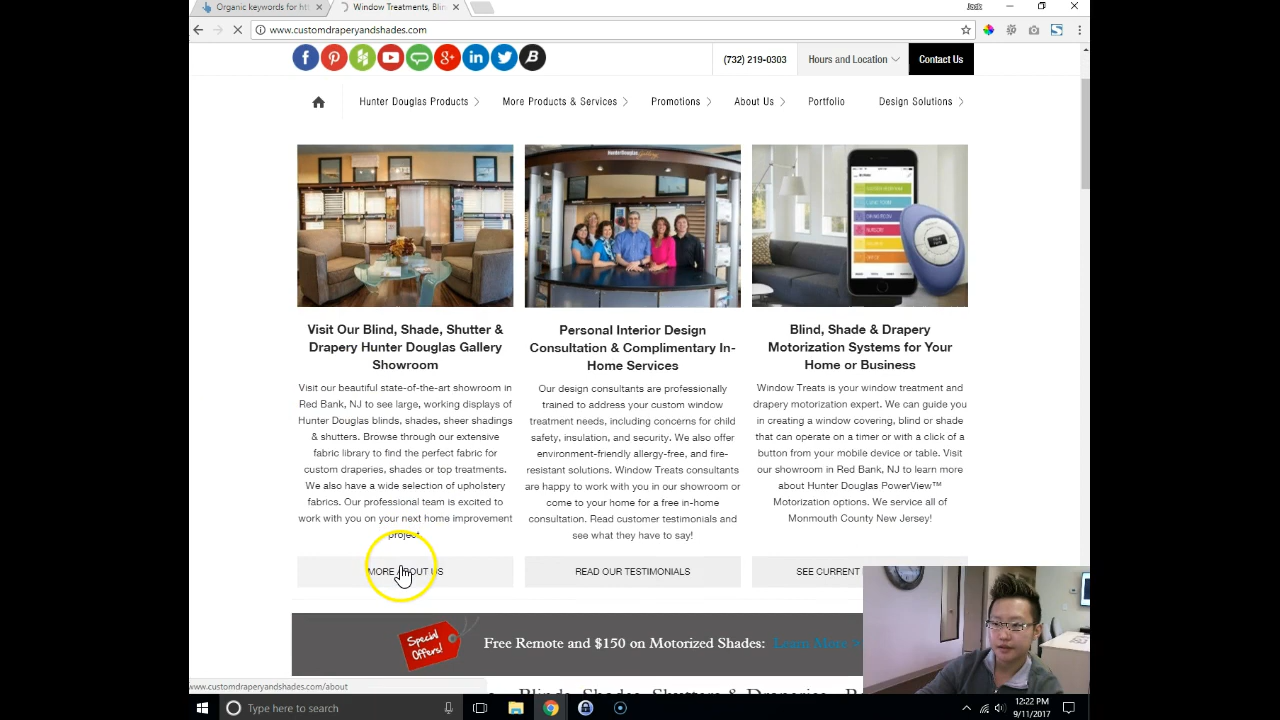 Organic keywords for htt
Window Treatments, Blin
www.customdraperyandshades.com
(732) 219-0303
Hours and Location
Contact Us
Hunter Douglas Products
More Products & Services
Promotions
About Us
Portfolio
Design Solutions
Visit Our Blind, Shade, Shutter &
Drapery Hunter Douglas Gallery
Showroom
Visit our beautiful state-of-the-art showroom in
Red Bank, NJ to see large, working displays of
Hunter Douglas blinds, shades, sheer shadings
& shutters. Browse through our extensive
fabric library to find the perfect fabric for
custom draperies, shades or top treatments.
We also have a wide selection of upholstery
fabrics. Our professional team is excited to
work with you on your next home improvement
project.
MORE ABOUT US
Personal Interior Design
Consultation & Complimentary In-
Home Services
Our design consultants are professionally
trained to address your custom window
treatment needs, including concerns for child
safety, insulation, and security. We also offer
environment-friendly allergy-free, and fire-
resistant solutions. Window Treats consultants
are happy to work with you in our showroom or
come to your home for a free in-home
consultation. Read customer testimonials and
see what they have to say!
READ OUR TESTIMONIALS
Blind, Shade & Drapery
Motorization Systems for Your
Home or Business
Window Treats is your window treatment and
drapery motorization expert. We can guide you
in creating a window covering, blind or shade
that can operate on a timer or with a click of a
button from your mobile device or table. Visit
our showroom in Red Bank, NJ to learn more
about Hunter Douglas PowerView™
Motorization options. We service all of
Monmouth County New Jersey!
SEE CURRENT
Special
Offers!
Free Remote and $150 on Motorized Shades: Learn More
Blinds, Shades, Shutters & Draperies
www.customdraperyandshades.com/about
Type here to search
12:22 PM
9/11/2017